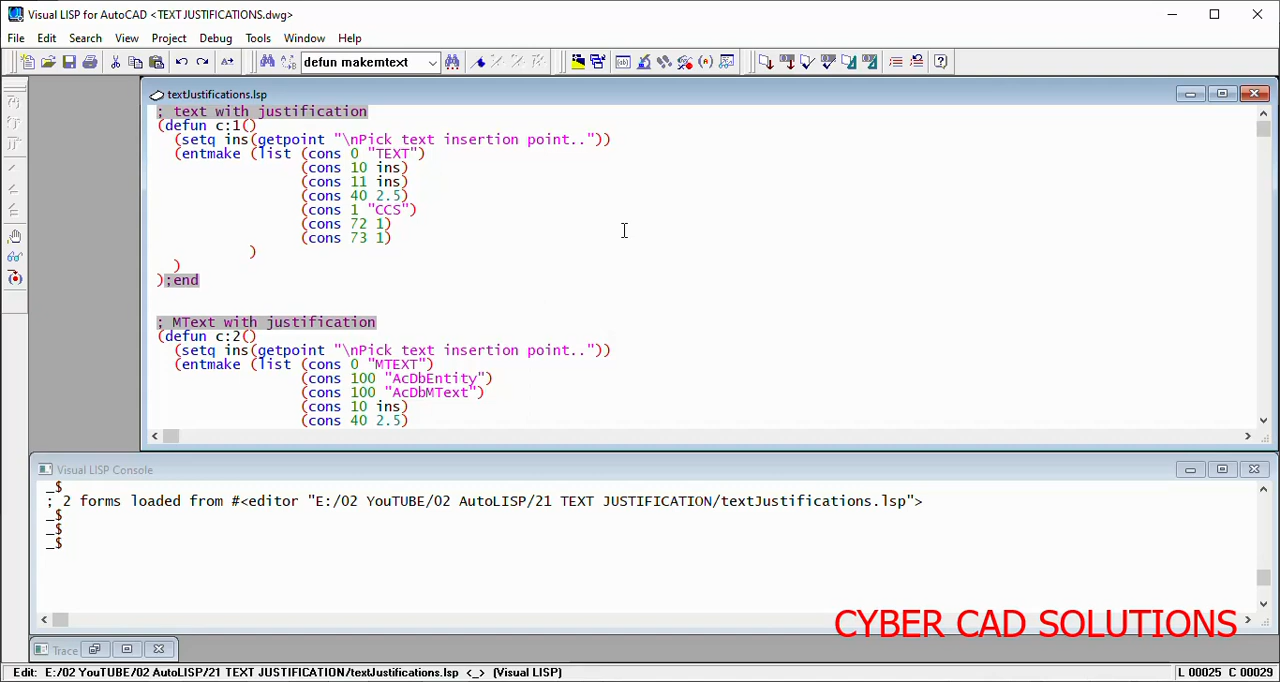 Visual LISP for AutoCAD <TEXT JUSTIFICATIONS.dwg>
File Edit Search View Project Debug Tools Window Help
defun makemtext
textJustifications.lsp
; text with justification
(defun c:1()
(setq ins(getpoint "\nPick text insertion point.."))
(entmake (list (cons 0 "TEXT")
(cons 10 ins)
(cons 11 ins)
(cons 40 2.5)
(cons 1 "CCS")
(cons 72 1)
(cons 73 1)
)
)
);end
; MText with justification
(defun c:2()
(setq ins(getpoint "\nPick text insertion point.."))
(entmake (list (cons 0 "MTEXT")
(cons 100 "AcDbEntity")
(cons 100 "AcDbMText")
(cons 10 ins)
(cons 40 2.5)
Visual LISP Console
_$
; 2 forms loaded from #<editor "E:/02 YouTUBE/02 AutoLISP/21 TEXT JUSTIFICATION/textJustifications.lsp">
_$
_$
_$
CYBER CAD SOLUTIONS
Trace
Edit: E:/02 YouTUBE/02 AutoLISP/21 TEXT JUSTIFICATION/textJustifications.lsp <_> (Visual LISP) L 00025 C 00029